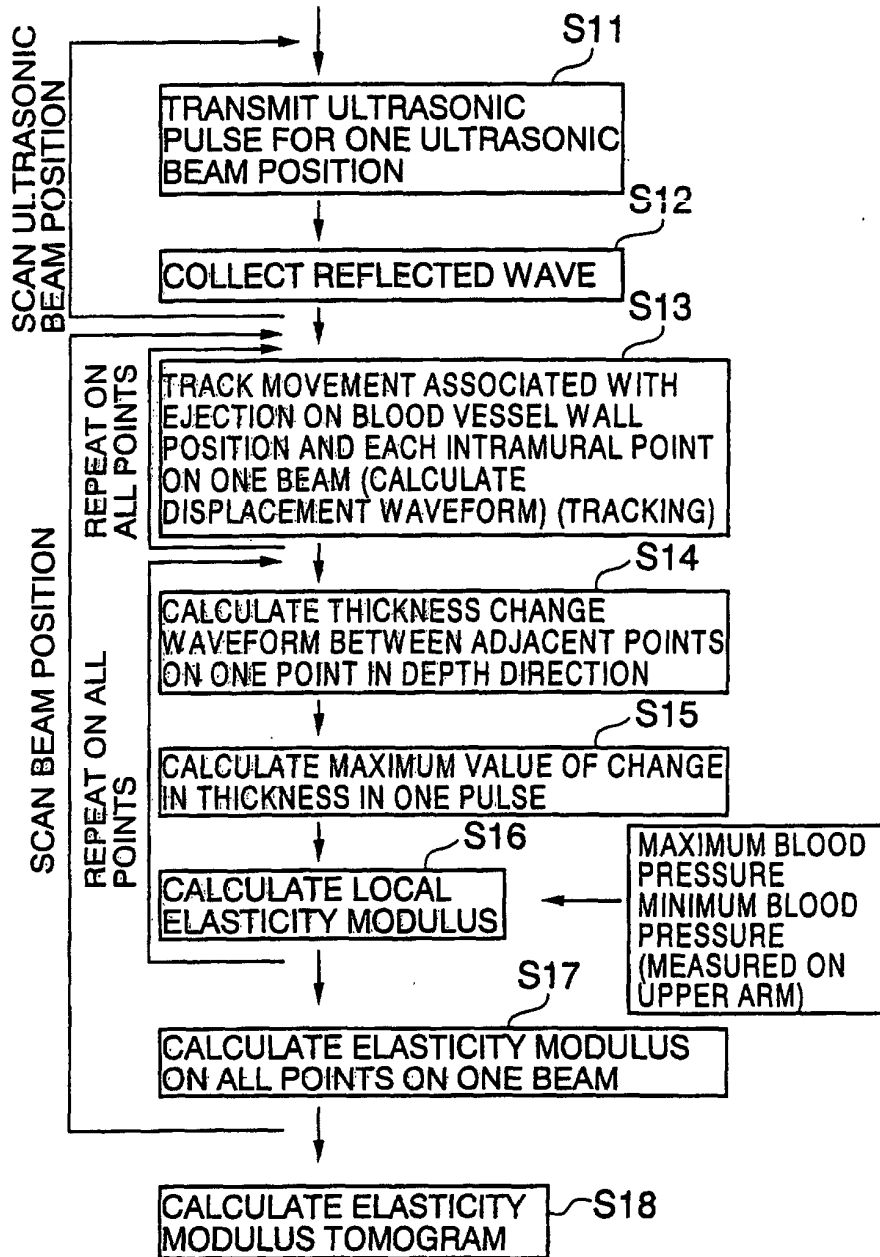 S11
TRANSMIT ULTRASONIC
PULSE FOR ONE ULTRASONIC
BEAM POSITION
SCAN ULTRASONIC
BEAM POSITION
S12
COLLECT REFLECTED WAVE
S13
TRACK MOVEMENT ASSOCIATED WITH
EJECTION ON BLOOD VESSEL WALL
POSITION AND EACH INTRAMURAL POINT
ON ONE BEAM (CALCULATE
DISPLACEMENT WAVEFORM) (TRACKING)
REPEAT ON
ALL POINTS
S14
CALCULATE THICKNESS CHANGE
WAVEFORM BETWEEN ADJACENT POINTS
ON ONE POINT IN DEPTH DIRECTION
SCAN BEAM POSITION
REPEAT ON ALL
POINTS
S15
CALCULATE MAXIMUM VALUE OF CHANGE
IN THICKNESS IN ONE PULSE
S16
CALCULATE LOCAL
ELASTICITY MODULUS
MAXIMUM BLOOD
PRESSURE
MINIMUM BLOOD
PRESSURE
(MEASURED ON
UPPER ARM)
S17
CALCULATE ELASTICITY MODULUS
ON ALL POINTS ON ONE BEAM
CALCULATE ELASTICITY
MODULUS TOMOGRAM
S18